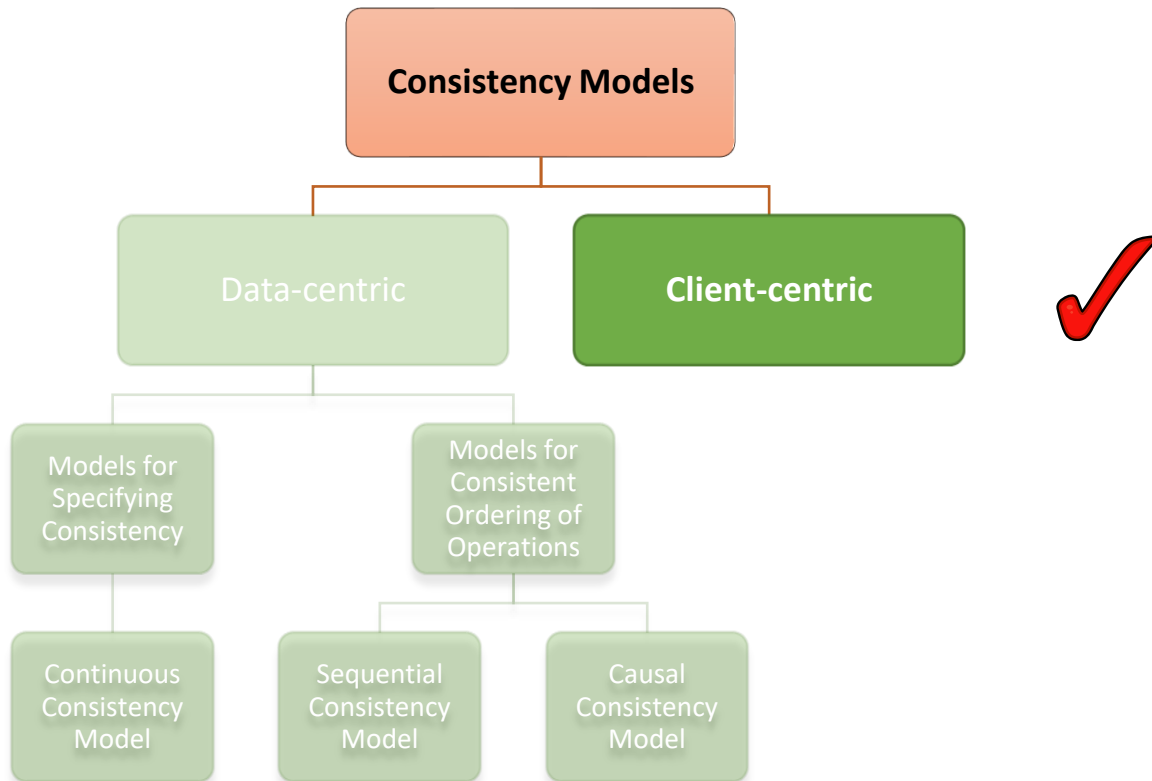 Consistency Models
Data-centric
Client-centric
Models for
Specifying
Consistency
Models for
Consistent
Ordering of
Operations
Continuous
Consistency
Model
Sequential
Consistency
Model
Causal
Consistency
Model